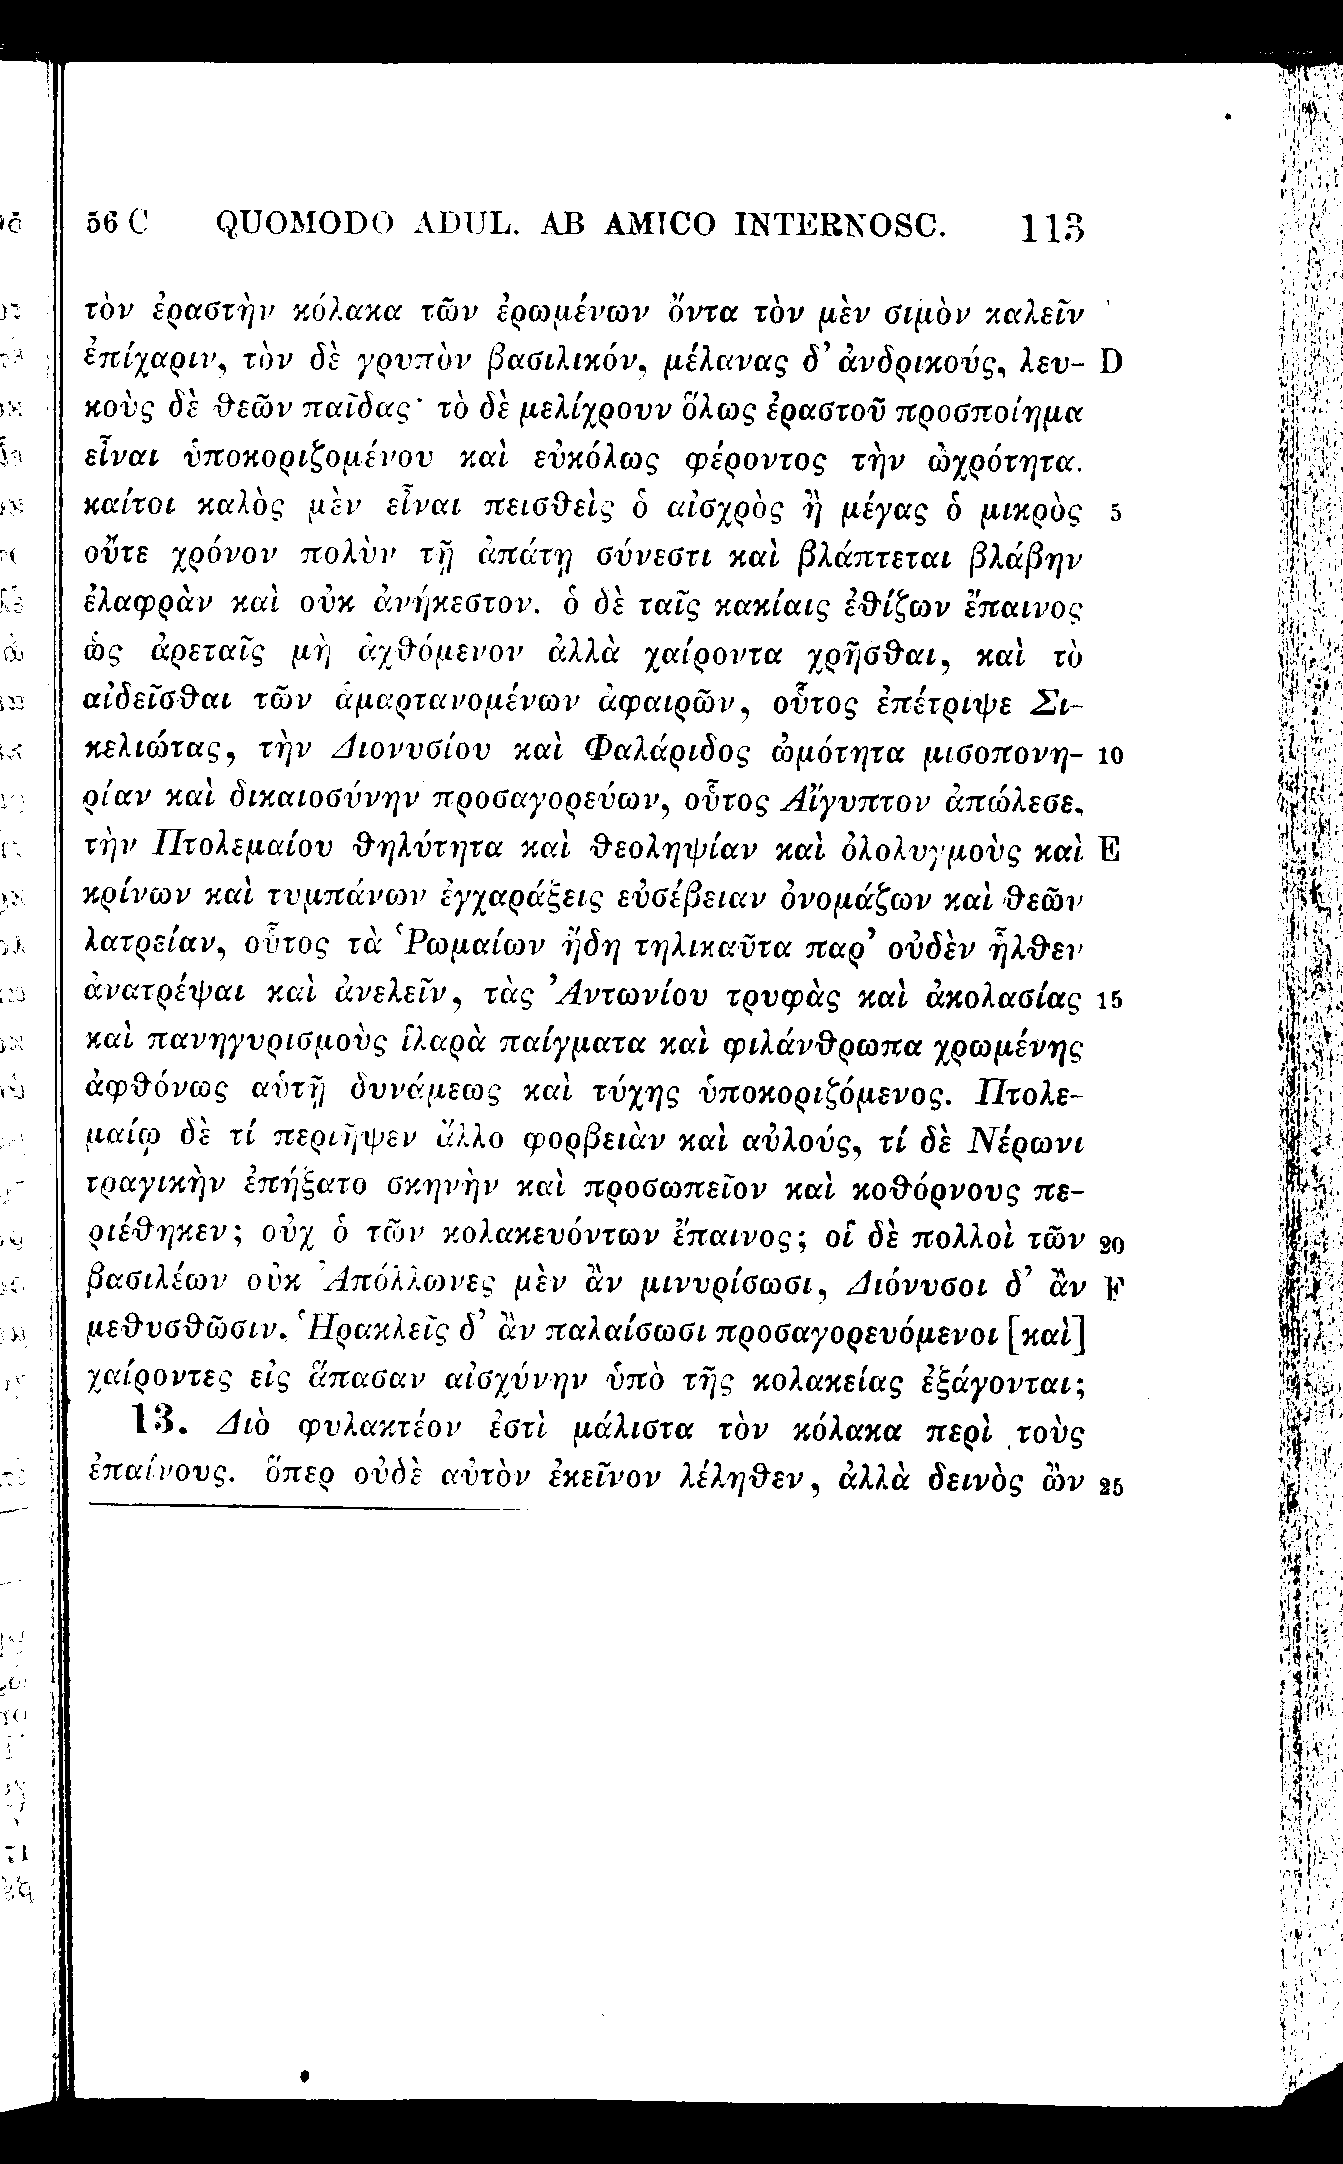 56 C QUOMODO ADUL. AB AMICO INTERNOSC. 113
τὸν ἐραστὴν κόλακα τῶν ἐρωμένων ὄντα τὸν μὲν σιμὸν καλεῖν
ἐπίχαριν, τὸν δὲ γρυπὸν βασιλικόν, μέλανας δ᾽ ἀνδρικούς, λευ- D
κοὺς δὲ θεῶν παῖδας· τὸ δὲ μελίχρουν ὅλως ἐραστοῦ προσποίημα
εἶναι ὑποκοριζομένου καὶ εὐκόλως φέροντος τὴν ὠχρότητα.
καίτοι καλὸς μὲν εἶναι πεισθεὶς ὁ αἰσχρὸς ἢ μέγας ὁ μικρὸς 5
οὔτε χρόνον πολὺν τῇ ἀπάτῃ σύνεστι καὶ βλάπτεται βλάβην
ἐλαφρὰν καὶ οὐκ ἀνήκεστον. ὁ δὲ ταῖς κακίαις ἐθίζων ἔπαινος
ὡς ἀρεταῖς μὴ ἀχθόμενον ἀλλὰ χαίροντα χρῆσθαι, καὶ τὸ
αἰδεῖσθαι τῶν ἁμαρτανομένων ἀφαιρῶν, οὗτος ἐπέτριψε Σι-
κελιώτας, τὴν Διονυσίου καὶ Φαλάριδος ὠμότητα μισοπονη- 10
ρίαν καὶ δικαιοσύνην προσαγορεύων, οὗτος Αἴγυπτον ἀπώλεσε,
τὴν Πτολεμαίου θηλύτητα καὶ θεοληψίαν καὶ ὀλολυγμοὺς καὶ E
κρίνων καὶ τυμπάνων ἐγχαράξεις εὐσέβειαν ὀνομάζων καὶ θεῶν
λατρείαν, οὗτος τὰ Ῥωμαίων ἤδη τηλικαῦτα παρ᾽ οὐδὲν ἦλθεν
ἀνατρέψαι καὶ ἀνελεῖν, τὰς Ἀντωνίου τρυφὰς καὶ ἀκολασίας 15
καὶ πανηγυρισμοὺς ἱλαρὰ παίγματα καὶ φιλάνθρωπα χρωμένης
ἀφθόνως αὑτῇ δυνάμεως καὶ τύχης ὑποκοριζόμενος. Πτολε-
μαίῳ δὲ τί περιῆψεν ἄλλο φορβειὰν καὶ αὐλούς, τί δὲ Νέρωνι
τραγικὴν ἐπήξατο σκηνὴν καὶ προσωπεῖον καὶ κοθόρνους πε-
ριέθηκεν; οὐχ ὁ τῶν κολακευόντων ἔπαινος; οἱ δὲ πολλοὶ τῶν 20
βασιλέων οὐκ Ἀπόλλωνες μὲν ἂν μινυρίσωσι, Διόνυσοι δ᾽ ἂν F
μεθυσθῶσιν, Ἡρακλεῖς δ᾽ ἂν παλαίσωσι προσαγορευόμενοι [καὶ]
χαίροντες εἰς ἅπασαν αἰσχύνην ὑπὸ τῆς κολακείας ἐξάγονται;
13. Διὸ φυλακτέον ἐστὶ μάλιστα τὸν κόλακα περὶ τοὺς
ἐπαίνους. ὅπερ οὐδὲ αὐτὸν ἐκεῖνον λέληθεν, ἀλλὰ δεινὸς ὢν 25